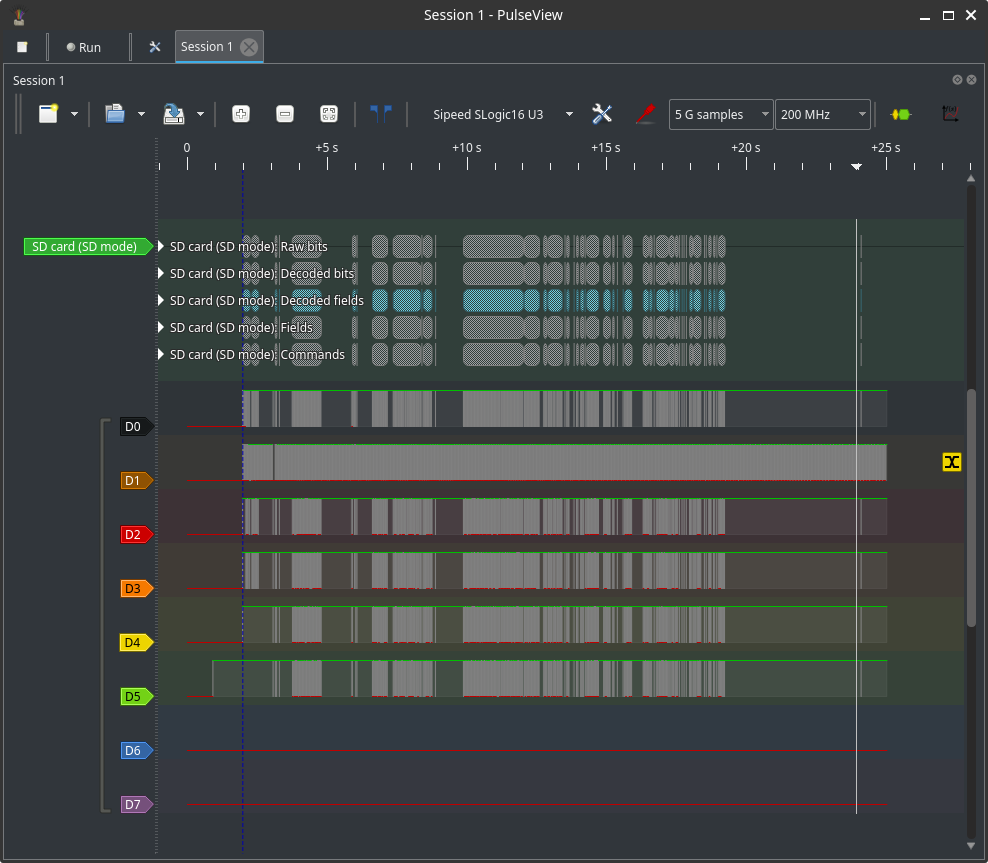 Session 1 - PulseView
Run
Session 1
Session 1
Sipeed SLogic16 U3
5 G samples
200 MHz
0 +5 s +10 s +15 s +20 s +25 s
SD card (SD mode) SD card (SD mode): Raw bits
SD card (SD mode): Decoded bits
SD card (SD mode): Decoded fields
SD card (SD mode): Fields
SD card (SD mode): Commands
D0
D1
D2
D3
D4
D5
D6
D7